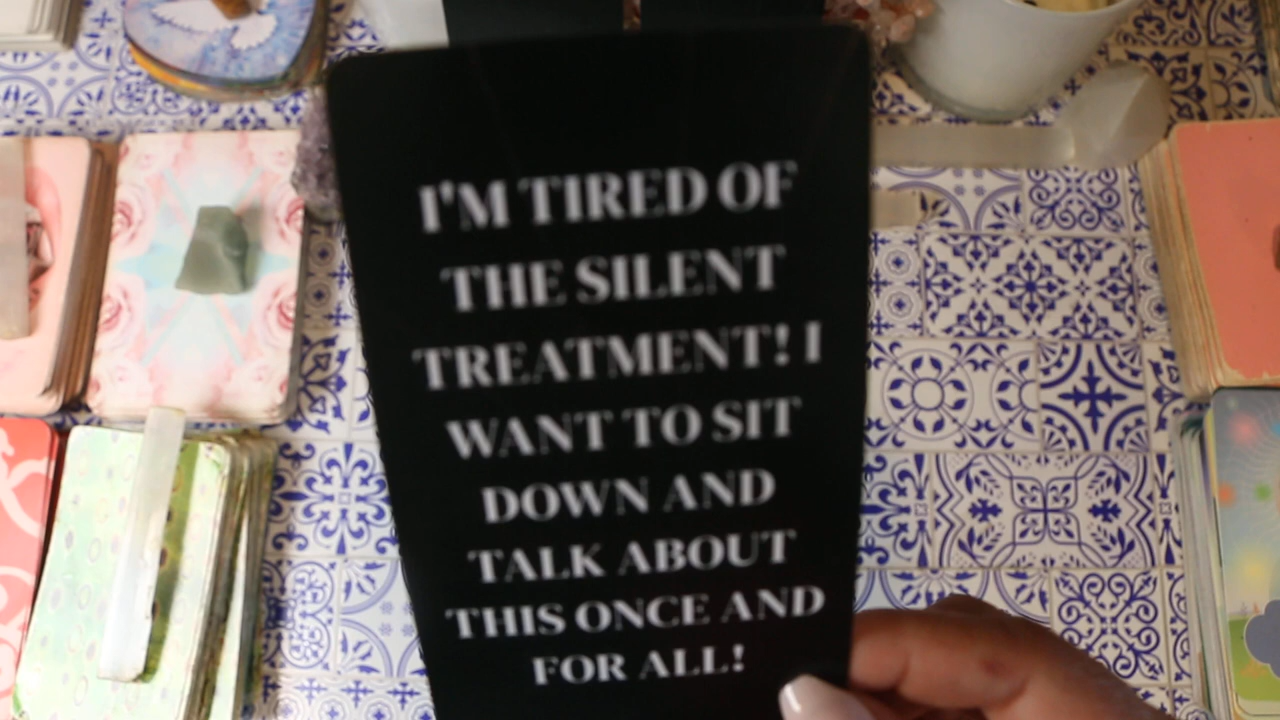 I'M TIRED OF
THE SILENT
TREATMENT! I
WANT TO SIT
DOWN AND
TALK ABOUT
THIS ONCE AND
FOR ALL!